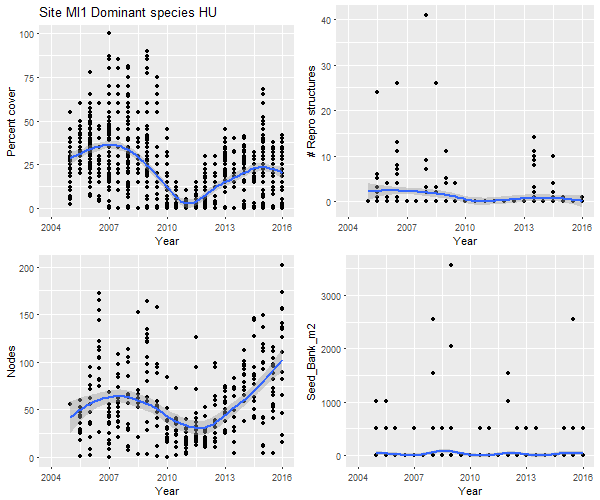 Site MI1 Dominant species HU
Percent cover
100
75
50
25
0
2004 2007 2010 2013 2016
Year
# Repro structures
40
30
20
10
0
2004 2007 2010 2013 2016
Year
Nodes
200
150
100
50
0
2004 2007 2010 2013 2016
Year
Seed_Bank_m2
3000
2000
1000
0
2004 2007 2010 2013 2016
Year